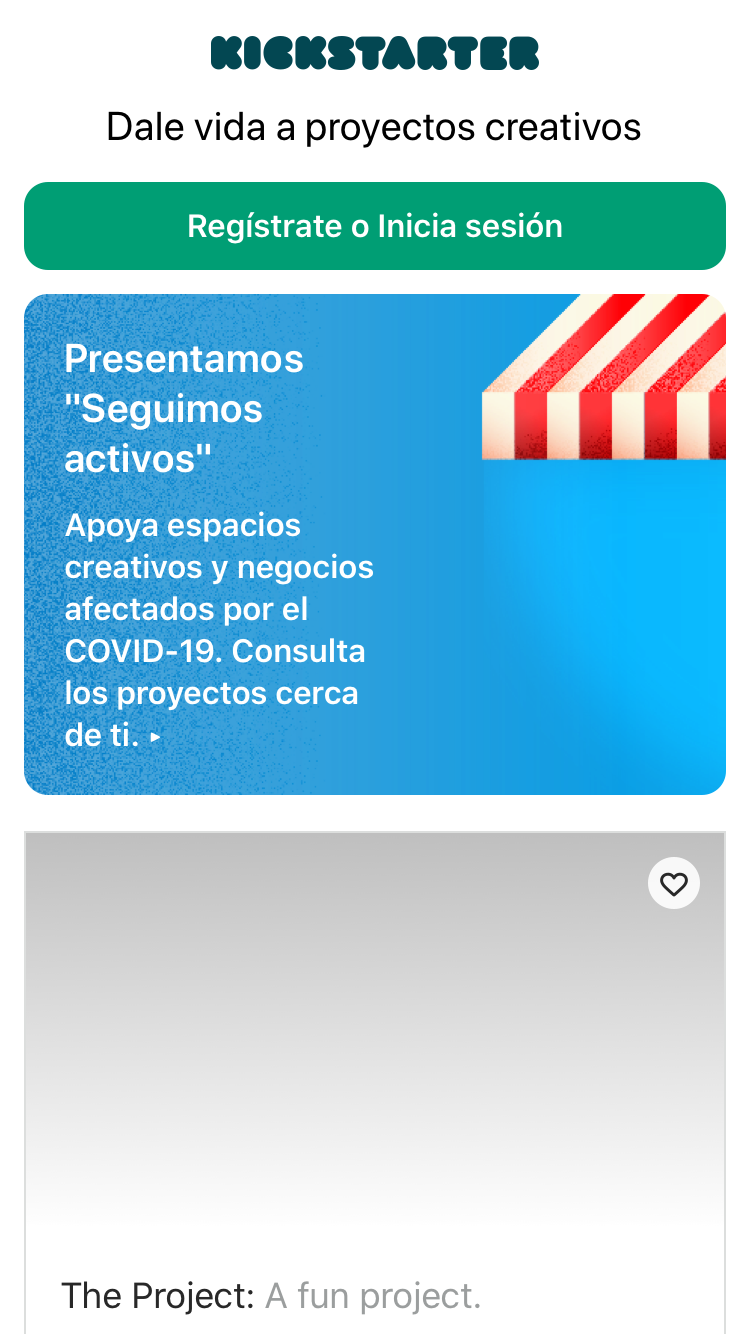 KICKSTARTER
Dale vida a proyectos creativos
Regístrate o Inicia sesión
Presentamos
"Seguimos
activos"
Apoya espacios
creativos y negocios
afectados por el
COVID-19. Consulta
los proyectos cerca
de ti. ▸
The Project: A fun project.